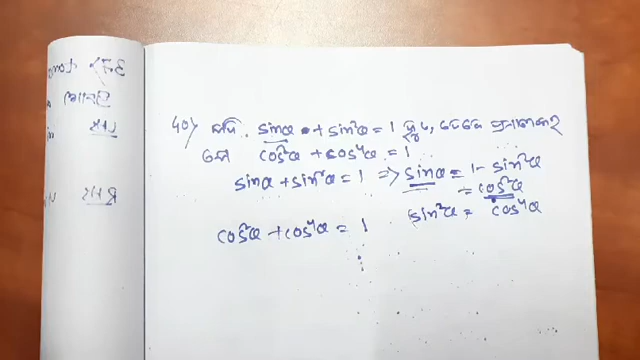 40) ଯଦି sinα + sin²α = 1 ହୁଏ, ତେବେ ପ୍ରମାଣ କର
ଯେ cos²α + cos⁴α = 1
sinα + sin²α = 1 => sinα = 1 - sin²α
= cos²α
sin²α = cos⁴α
cos²α + cos⁴α = 1